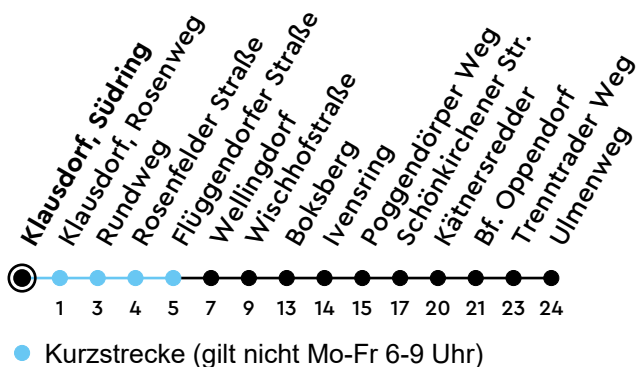 Klausdorf, Südring
Klausdorf, Rosenweg
Rundweg
Rosenfelder Straße
Flüggendorfer Straße
Wellingdorf
Wischhofstraße
Boksberg
Ivensring
Poggendörper Weg
Schönkirchener Str.
Kätnersredder
Bf. Oppendorf
Trenntrader Weg
Ulmenweg
1 3 4 5 7 9 13 14 15 17 20 21 23 24
Kurzstrecke (gilt nicht Mo-Fr 6-9 Uhr)